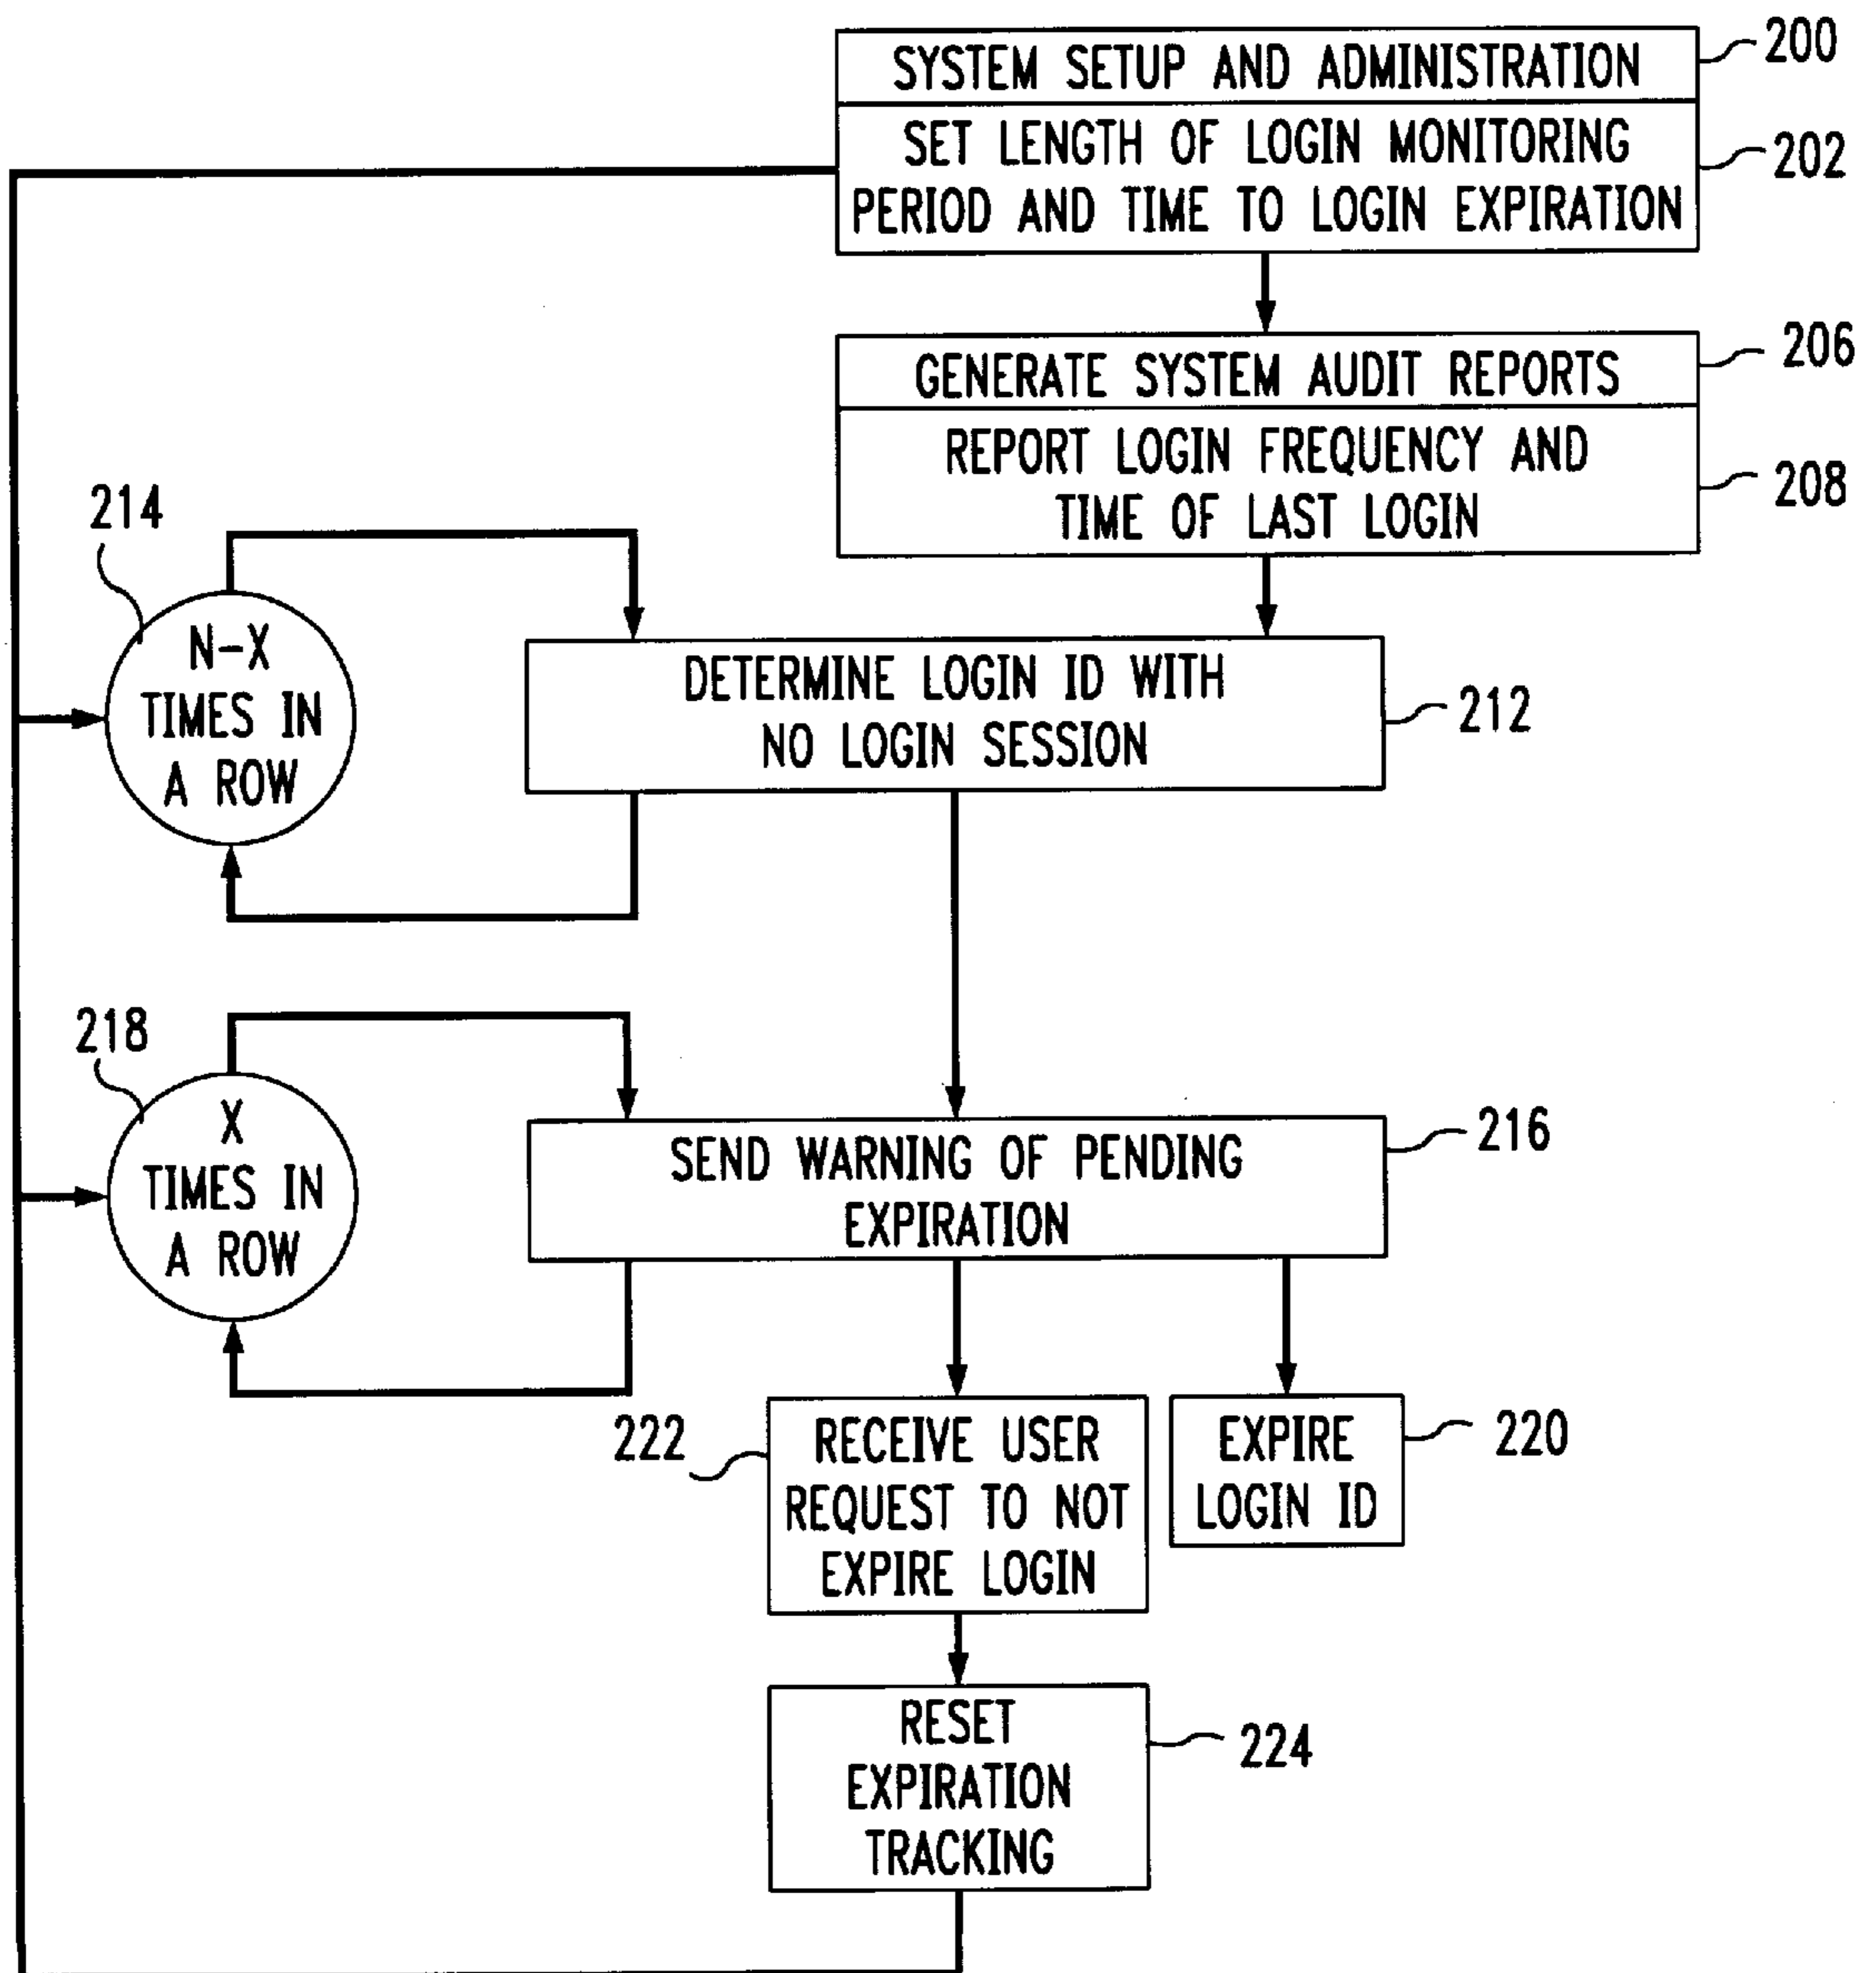 SYSTEM SETUP AND ADMINISTRATION
200
SET LENGTH OF LOGIN MONITORING
PERIOD AND TIME TO LOGIN EXPIRATION
202
GENERATE SYSTEM AUDIT REPORTS
206
REPORT LOGIN FREQUENCY AND
TIME OF LAST LOGIN
208
214
N-X
TIMES IN
A ROW
DETERMINE LOGIN ID WITH
NO LOGIN SESSION
212
218
X
TIMES IN
A ROW
SEND WARNING OF PENDING
EXPIRATION
216
222
RECEIVE USER
REQUEST TO NOT
EXPIRE LOGIN
EXPIRE
LOGIN ID
220
RESET
EXPIRATION
TRACKING
224